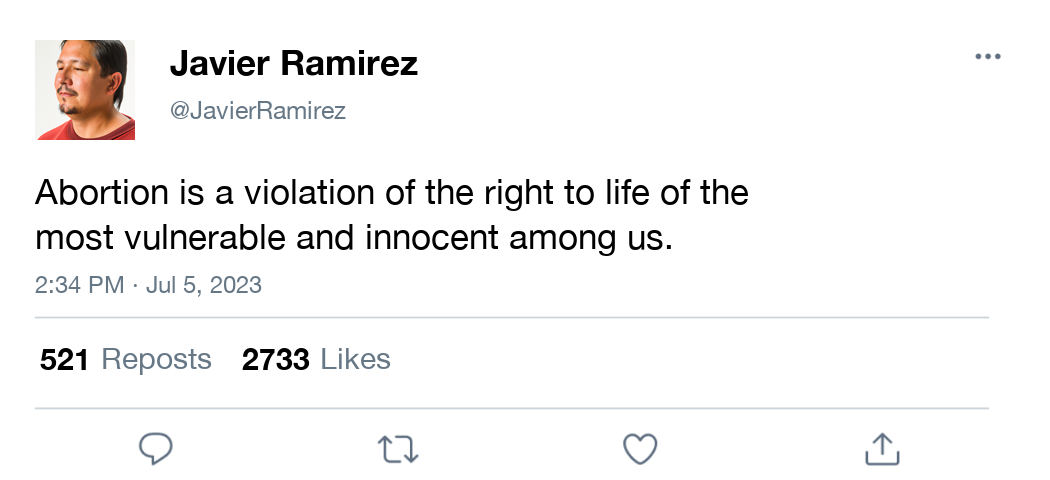 Javier Ramirez
@JavierRamirez
Abortion is a violation of the right to life of the
most vulnerable and innocent among us.
2:34 PM · Jul 5, 2023
521 Reposts 2733 Likes